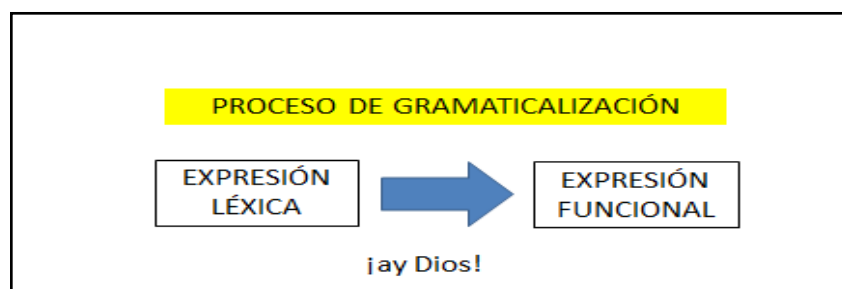 PROCESO DE GRAMATICALIZACIÓN
EXPRESIÓN
LÉXICA
EXPRESIÓN
FUNCIONAL
¡ay Dios!